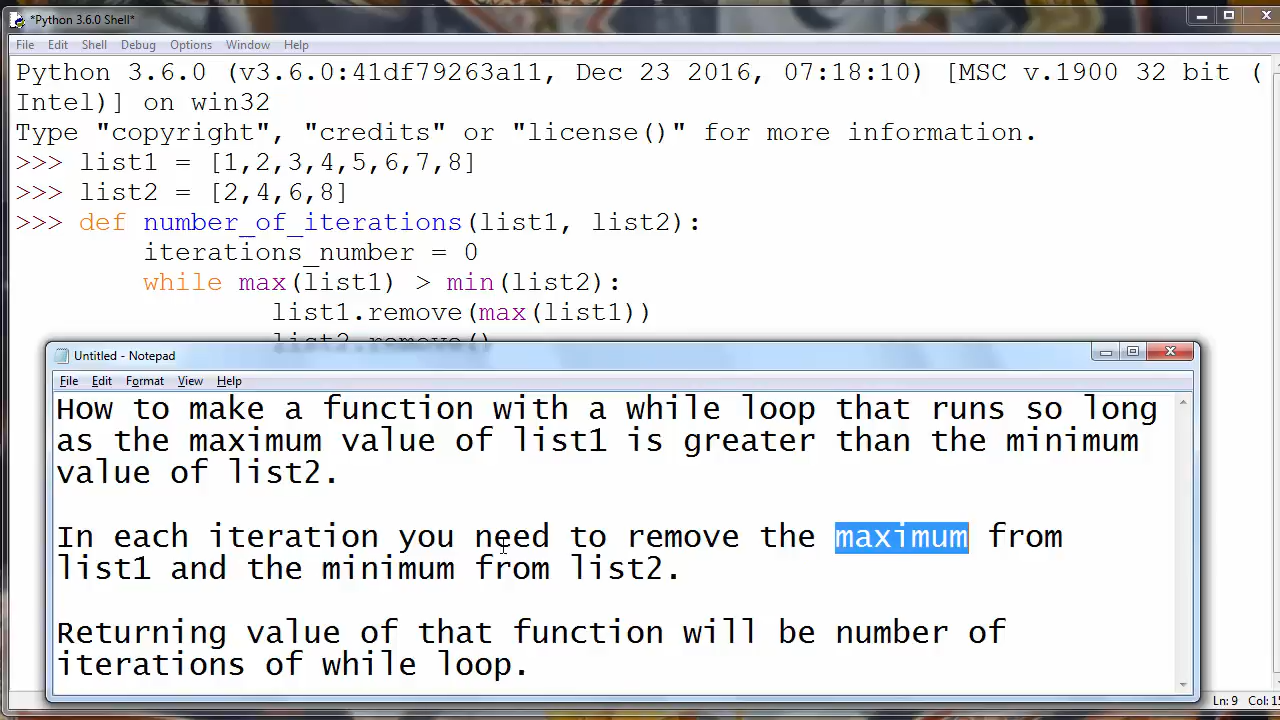 *Python 3.6.0 Shell*
File Edit Shell Debug Options Window Help
Python 3.6.0 (v3.6.0:41df79263a11, Dec 23 2016, 07:18:10) [MSC v.1900 32 bit (
Intel)] on win32
Type "copyright", "credits" or "license()" for more information.
>>> list1 = [1,2,3,4,5,6,7,8]
>>> list2 = [2,4,6,8]
>>> def number_of_iterations(list1, list2):
iterations_number = 0
while max(list1) > min(list2):
list1.remove(max(list1))
list2.remove()
Untitled - Notepad
File Edit Format View Help
How to make a function with a while loop that runs so long
as the maximum value of list1 is greater than the minimum
value of list2.
In each iteration you need to remove the maximum from
list1 and the minimum from list2.
Returning value of that function will be number of
iterations of while loop.
Ln: 9 Col: